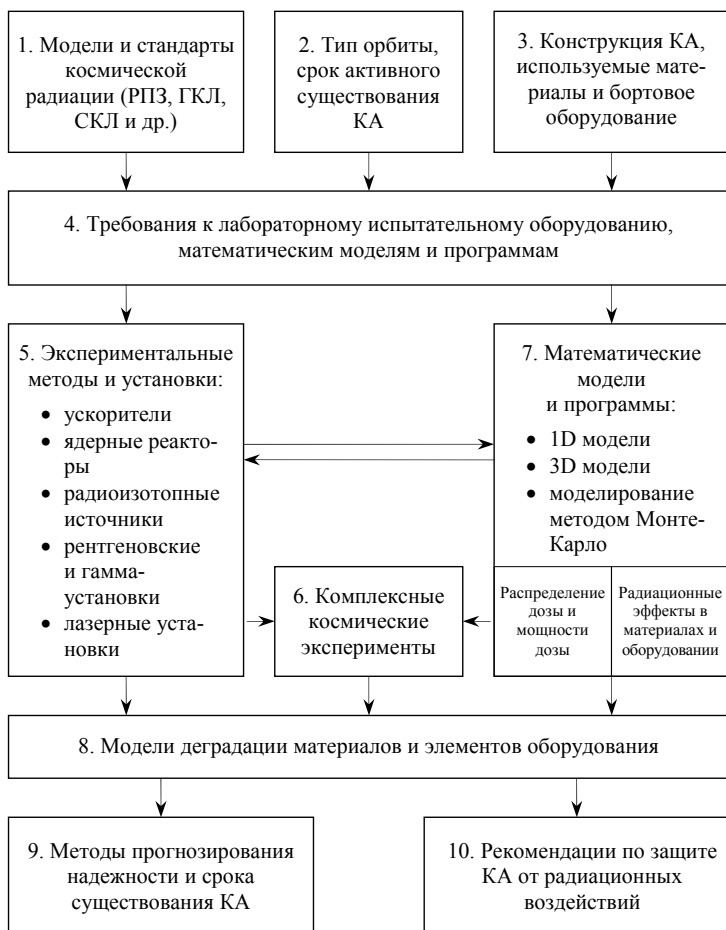 1. Модели и стандарты
космической
радиации (РПЗ, ГКЛ,
СКЛ и др.)
2. Тип орбиты,
срок активного
существования
КА
3. Конструкция КА,
используемые мате-
риалы и бортовое
оборудование
4. Требования к лабораторному испытательному оборудованию,
математическим моделям и программам
5. Экспериментальные
методы и установки:
• ускорители
• ядерные реакто-
ры
• радиоизотопные
источники
• рентгеновские
и гамма-
установки
• лазерные уста-
новки
6. Комплексные
космические
эксперименты
7. Математические
модели
и программы:
• 1D модели
• 3D модели
• моделирование
методом Монте-
Карло
Распределение
дозы и
мощности
дозы
Радиационные
эффекты в
материалах и
оборудовании
8. Модели деградации материалов и элементов оборудования
9. Методы прогнозирования
надежности и срока
существования КА
10. Рекомендации по защите
КА от радиационных
воздействий